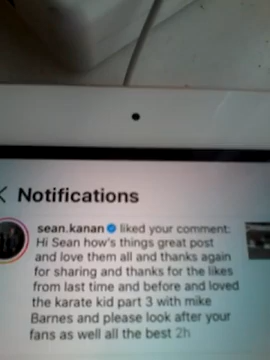 Notifications
sean.kanan liked your comment:
Hi Sean how's things great post
and love them all and thanks again
for sharing and thanks for the likes
from last time and before and loved
the karate kid part 3 with mike
Barnes and please look after your
fans as well all the best 2h